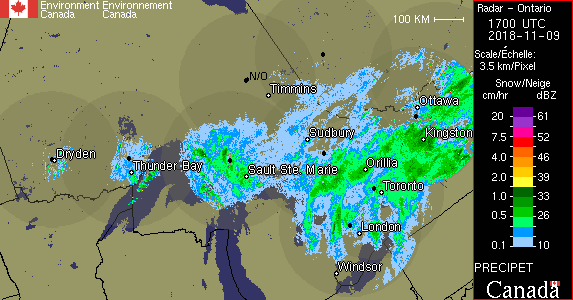 Environment Environnement
Canada Canada
100 KM
N/O
Timmins
Ottawa
Sudbury
Kingston
Dryden
Thunder Bay
Sault Ste. Marie
Orillia
Toronto
London
Windsor
Radar - Ontario
1700 UTC
2018-11-09
Scale/Échelle:
3.5 km/Pixel
Snow/Neige
cm/hr dBZ
20 61
7.5 52
4.0 46
2.0 39
1.0 33
0.5 26
0.1 10
PRECIPET
Canada